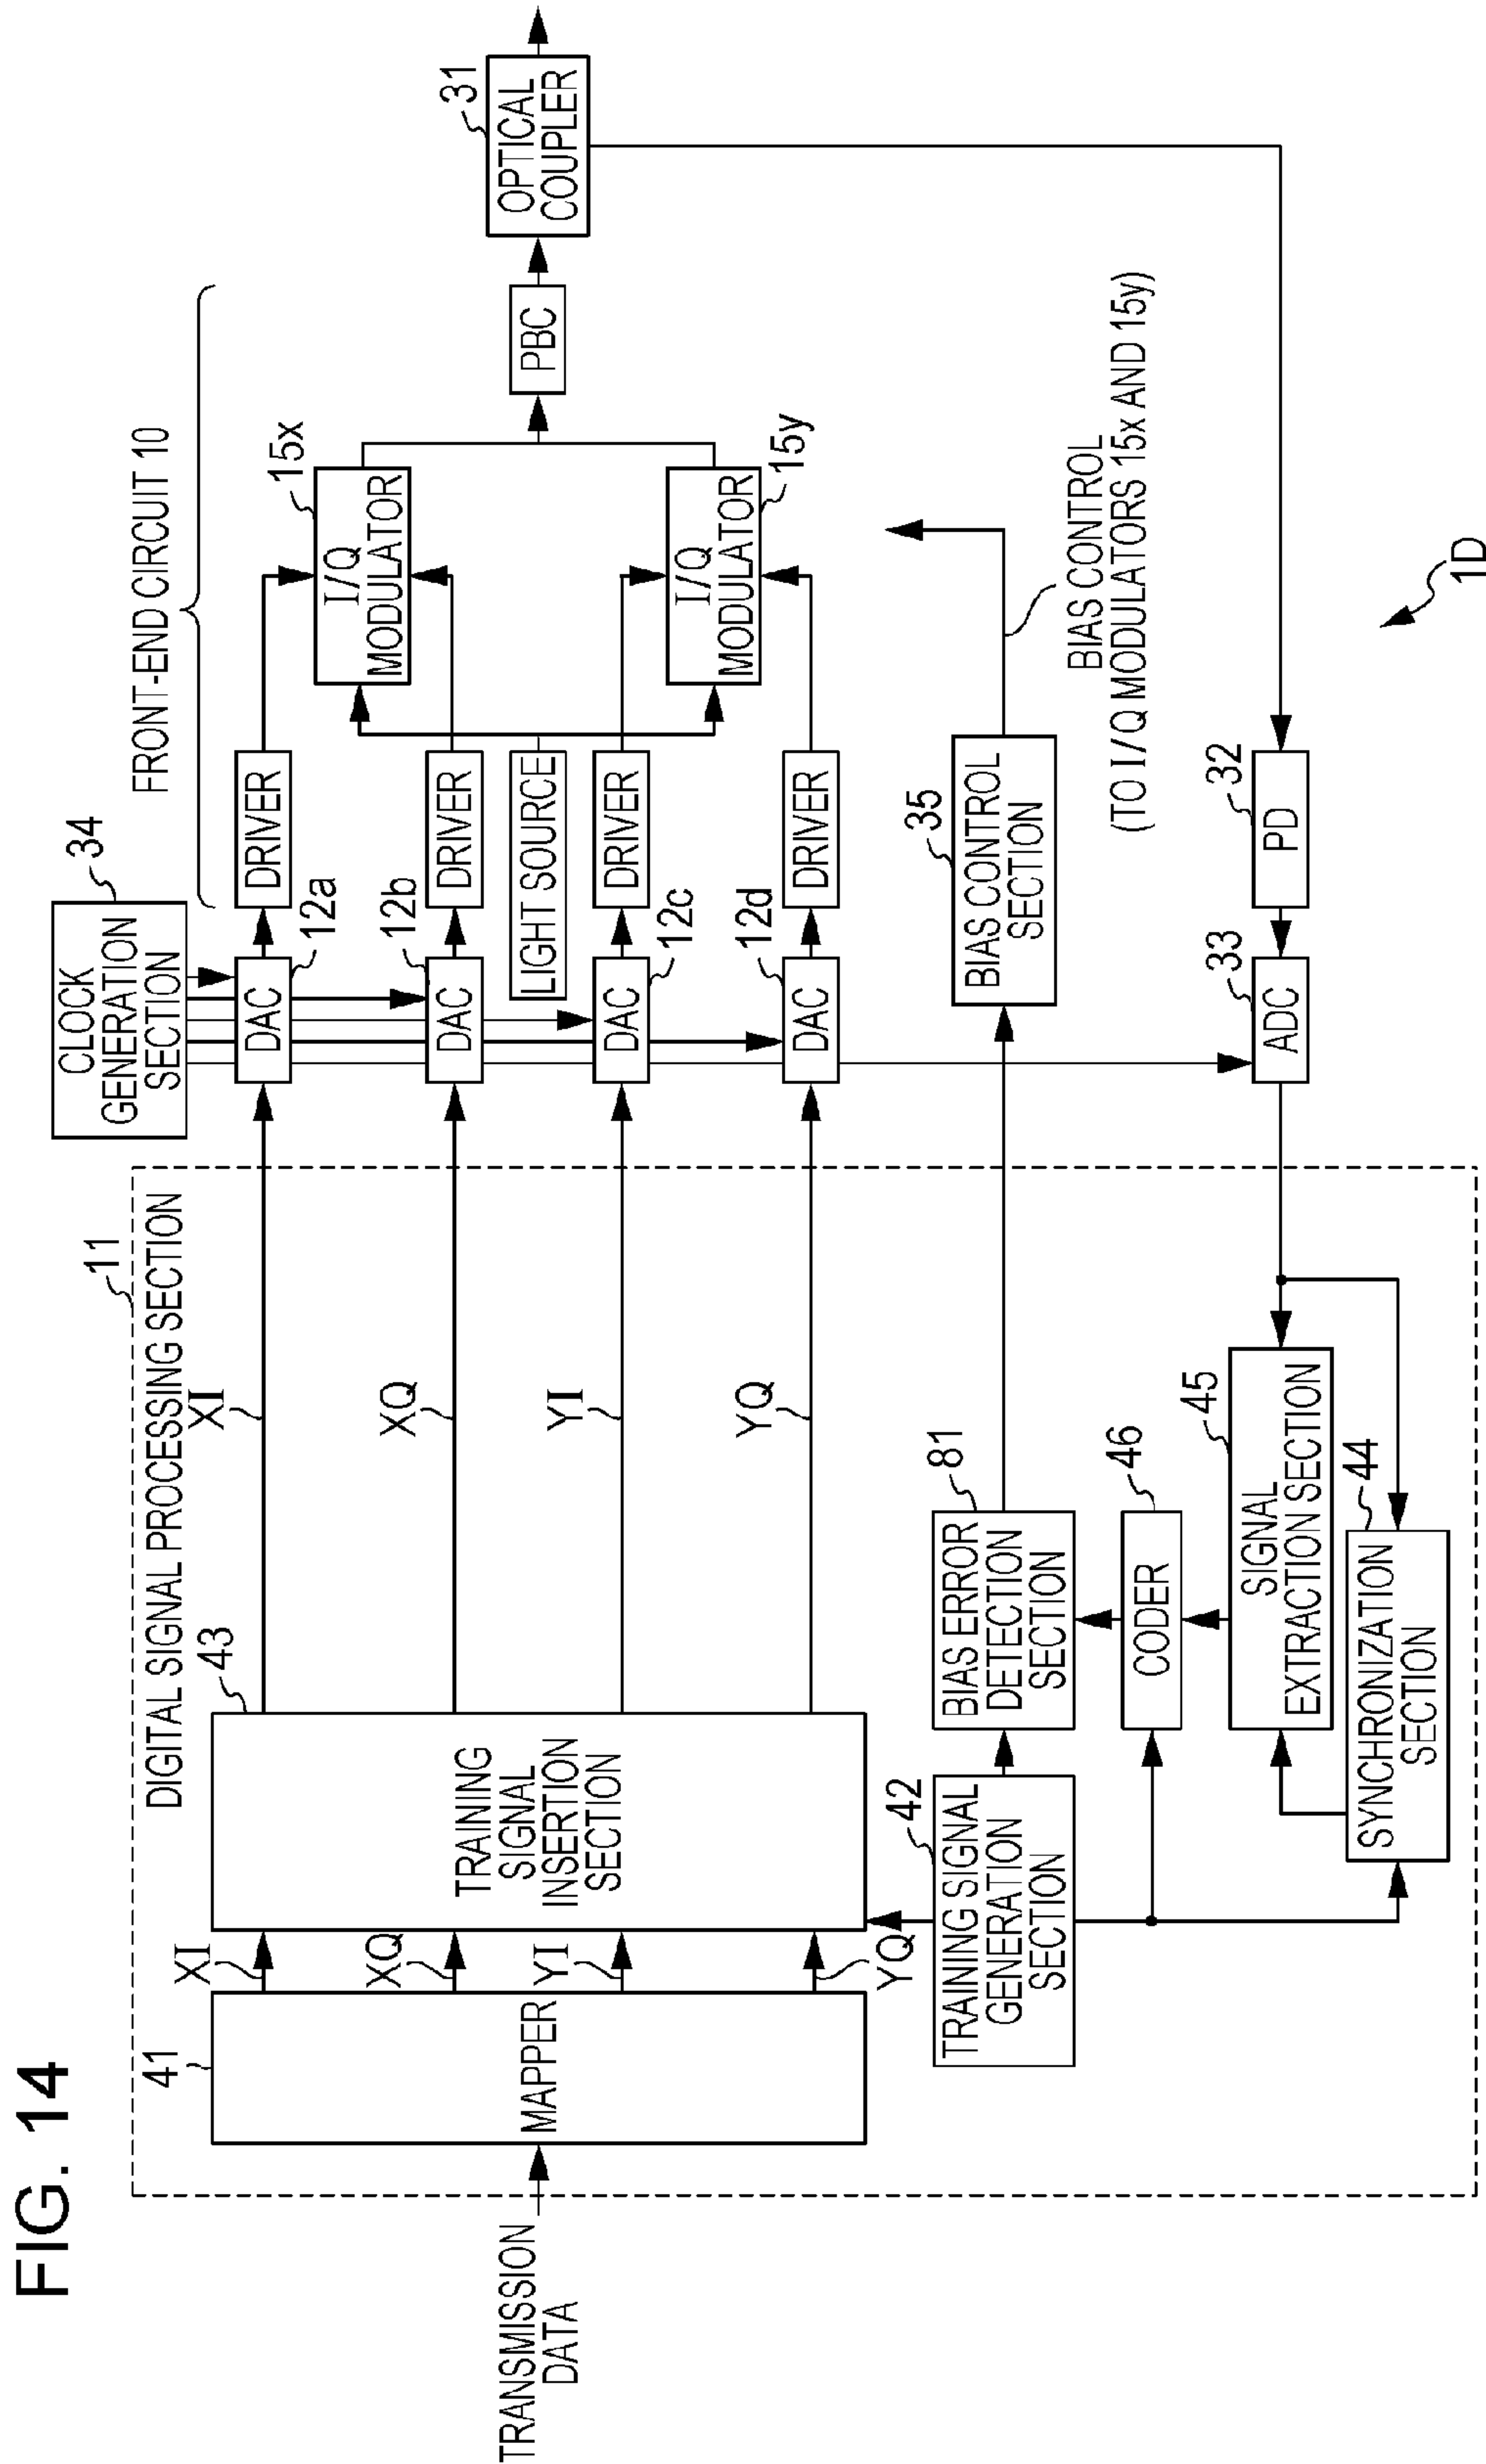 FIG. 14
TRANSMISSION
DATA
11
DIGITAL SIGNAL PROCESSING SECTION
41
MAPPER
XI
XQ
YI
YQ
43
TRAINING
SIGNAL
INSERTION
SECTION
XI
XQ
YI
YQ
42
TRAINING SIGNAL
GENERATION
SECTION
81
BIAS ERROR
DETECTION
SECTION
46
CODER
45
SIGNAL
EXTRACTION SECTION
44
SYNCHRONIZATION
SECTION
34
CLOCK
GENERATION
SECTION
FRONT-END CIRCUIT 10
DAC
12a
DRIVER
DAC
12b
DRIVER
LIGHT SOURCE
DAC
12c
DRIVER
DAC
12d
DRIVER
15x
I/Q
MODULATOR
15y
I/Q
MODULATOR
PBC
31
OPTICAL
COUPLER
35
BIAS CONTROL
SECTION
BIAS CONTROL
(TO I/Q MODULATORS 15x AND 15y)
33
ADC
32
PD
1D